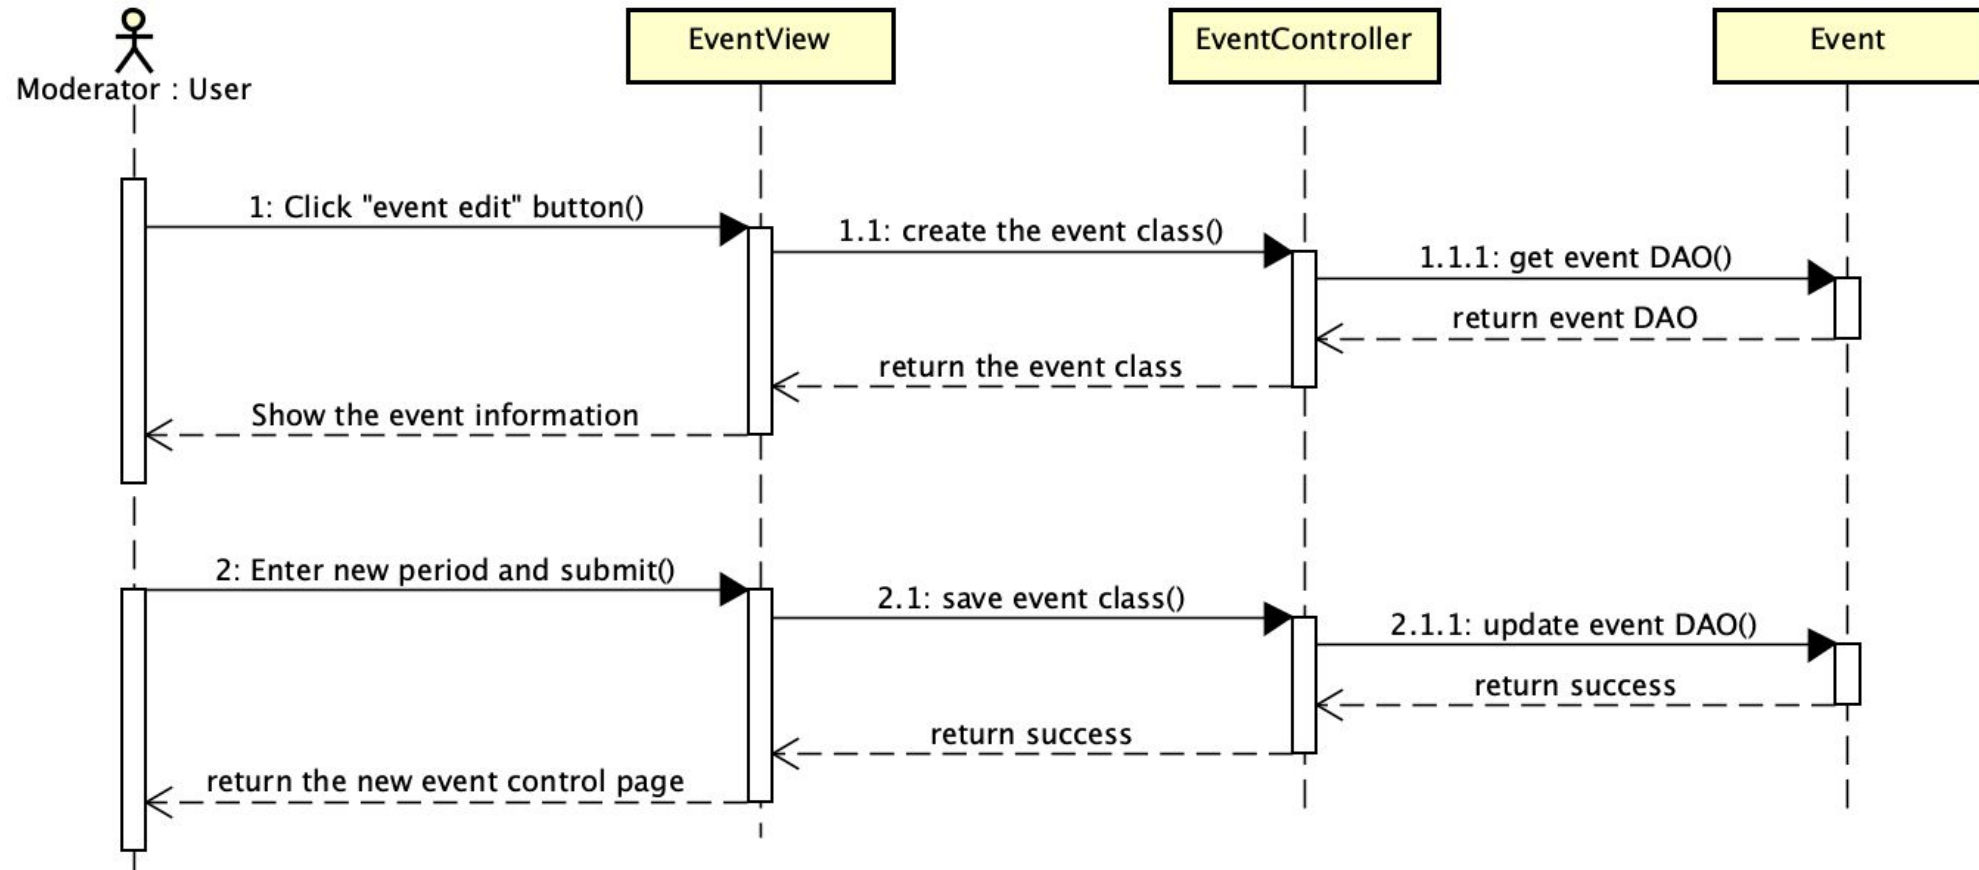 Moderator : User
EventView
EventController
Event
1: Click "event edit" button()
1.1: create the event class()
1.1.1: get event DAO()
return event DAO
return the event class
Show the event information
2: Enter new period and submit()
2.1: save event class()
2.1.1: update event DAO()
return success
return success
return the new event control page